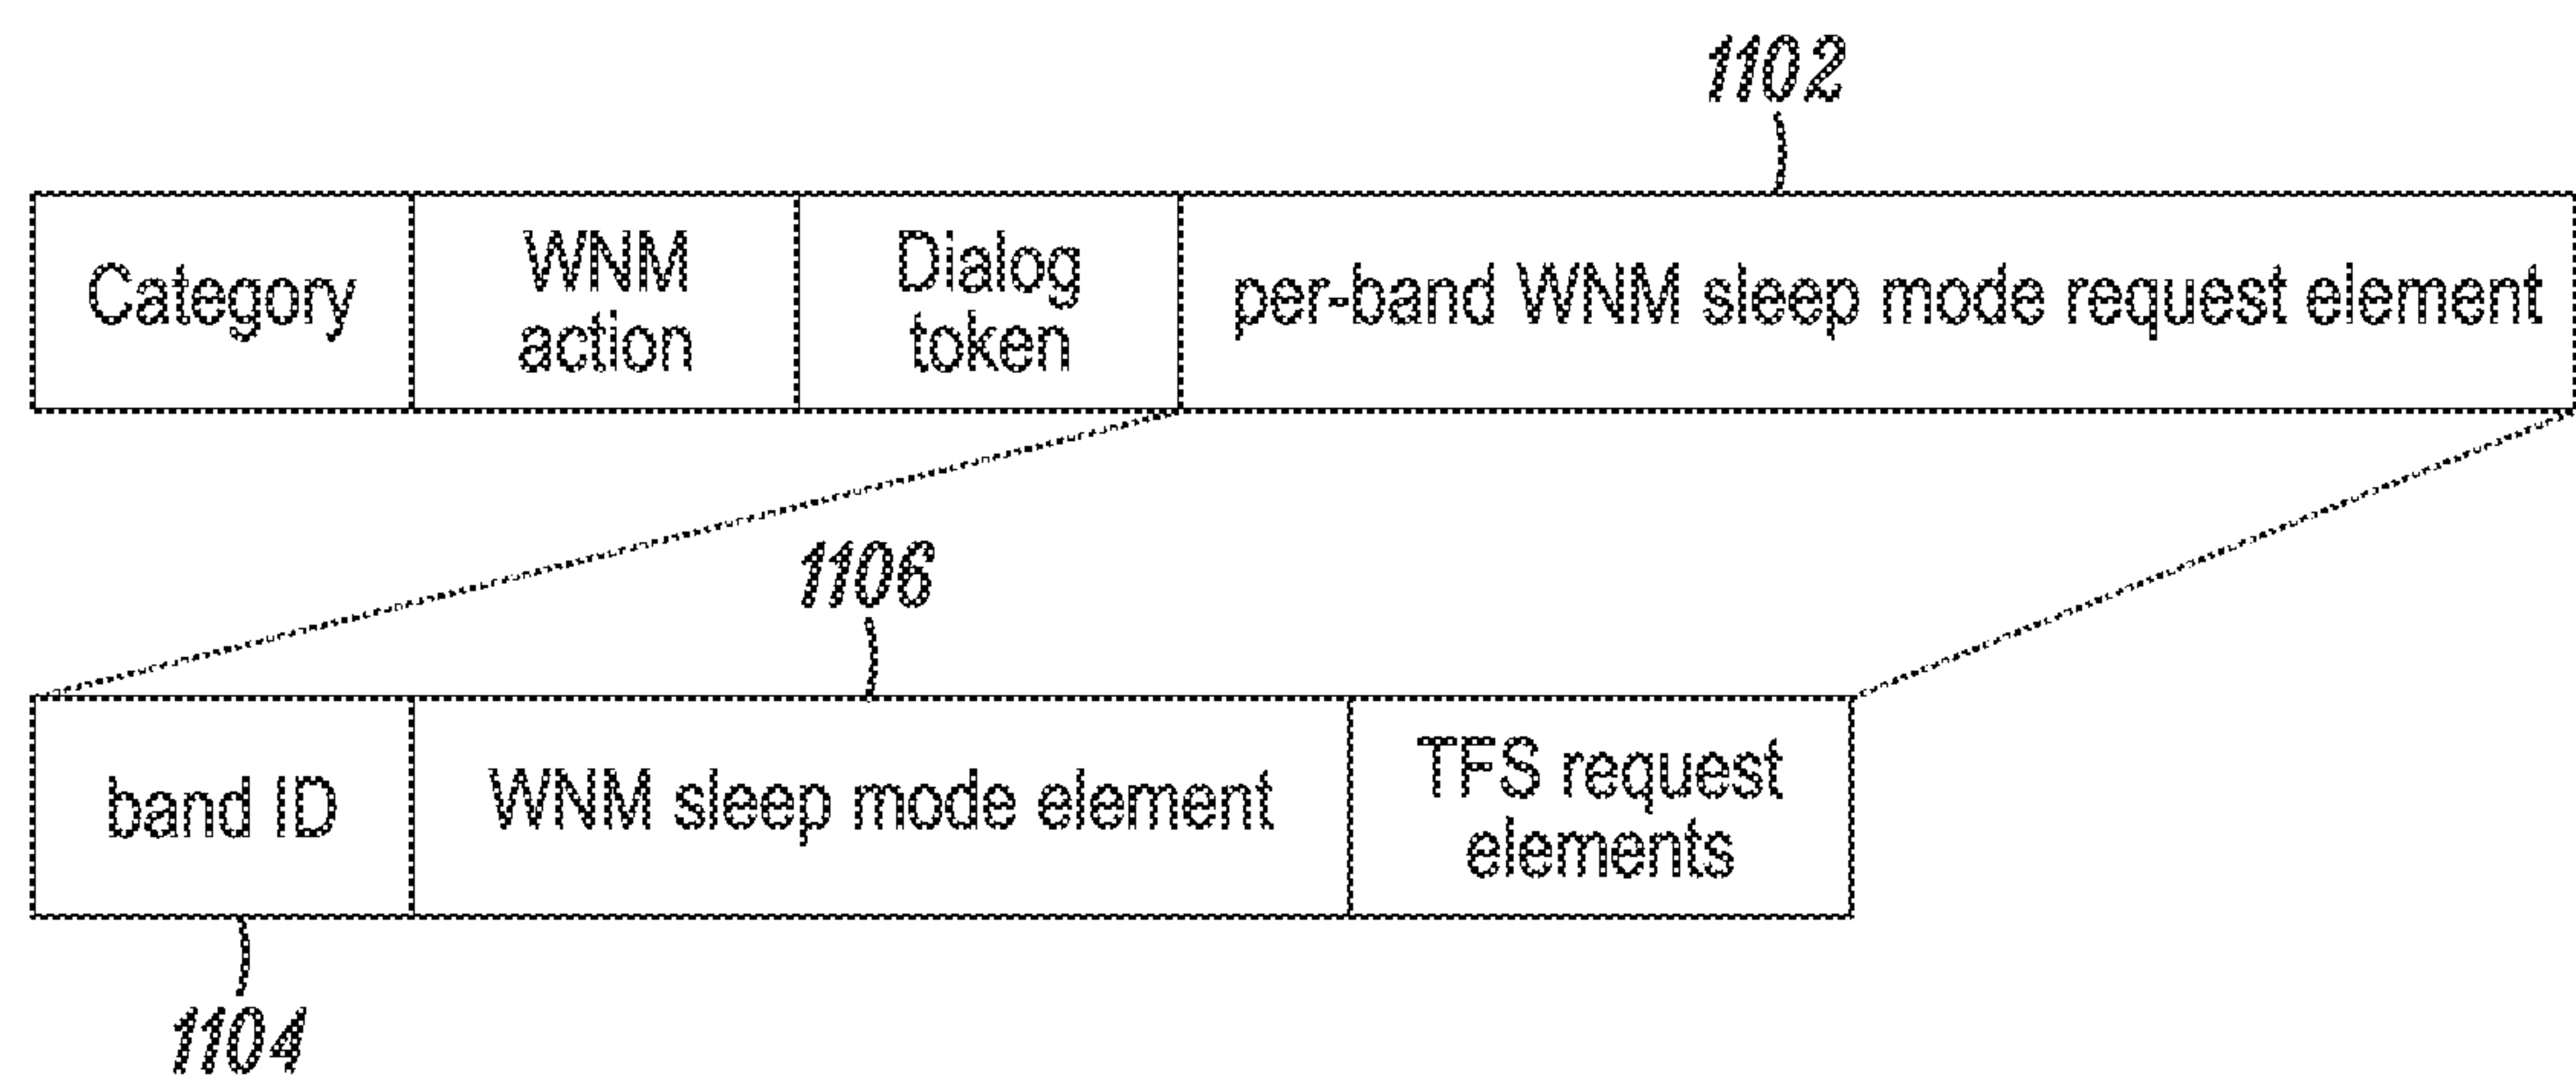 1102
Category
WNM
action
Dialog
token
per-band WNM sleep mode request element
1106
band ID
WNM sleep mode element
TFS request
elements
1104